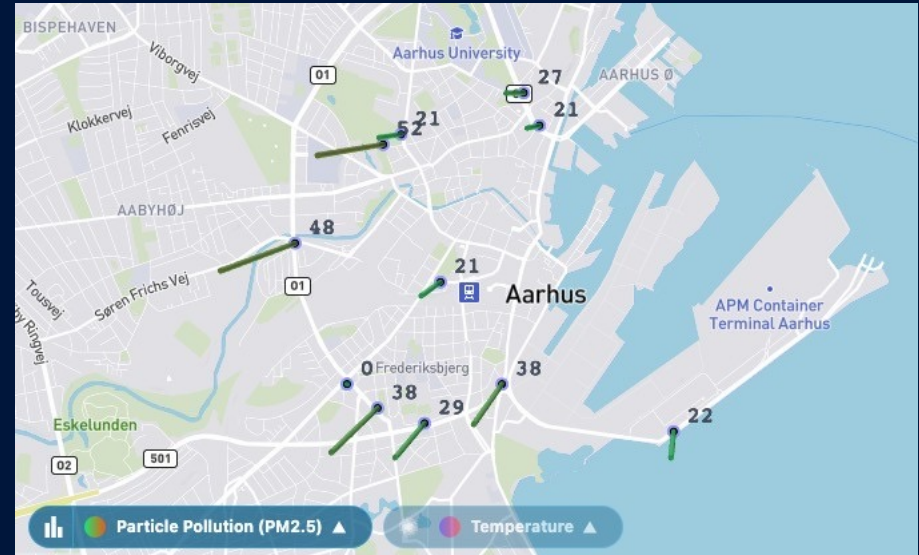 BISPEHAVEN
Viborgvej
Aarhus University
01
27
AARHUS Ø
Klokkervej
Fenrisvej
52
21
21
AABYHØJ
48
Søren Frichs Vej
01
21
Aarhus
Tousvej
by Ringvej
APM Container
Terminal Aarhus
0
Frederiksbjerg
38
38
29
22
Eskelunden
02
501
Particle Pollution (PM2.5) ▲
Temperature ▲